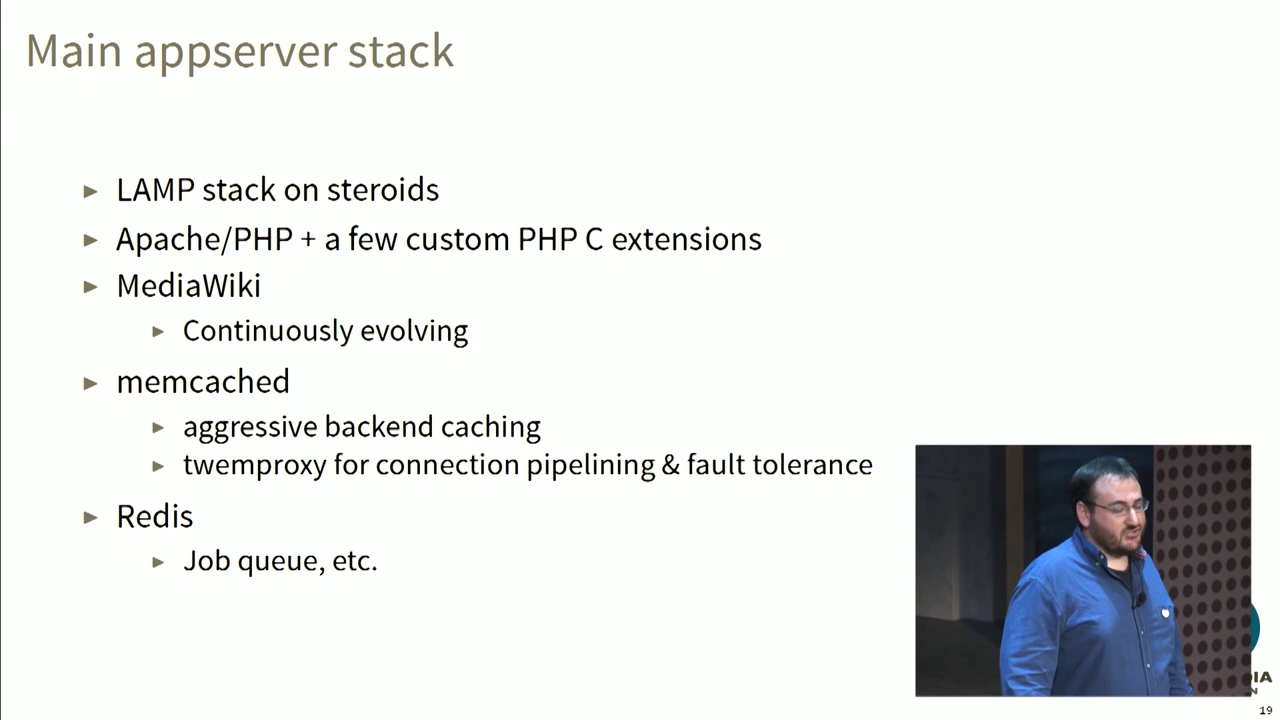 Main appserver stack
LAMP stack on steroids
Apache/PHP + a few custom PHP C extensions
MediaWiki
Continuously evolving
memcached
aggressive backend caching
twemproxy for connection pipelining & fault tolerance
Redis
Job queue, etc.
IA
N
19